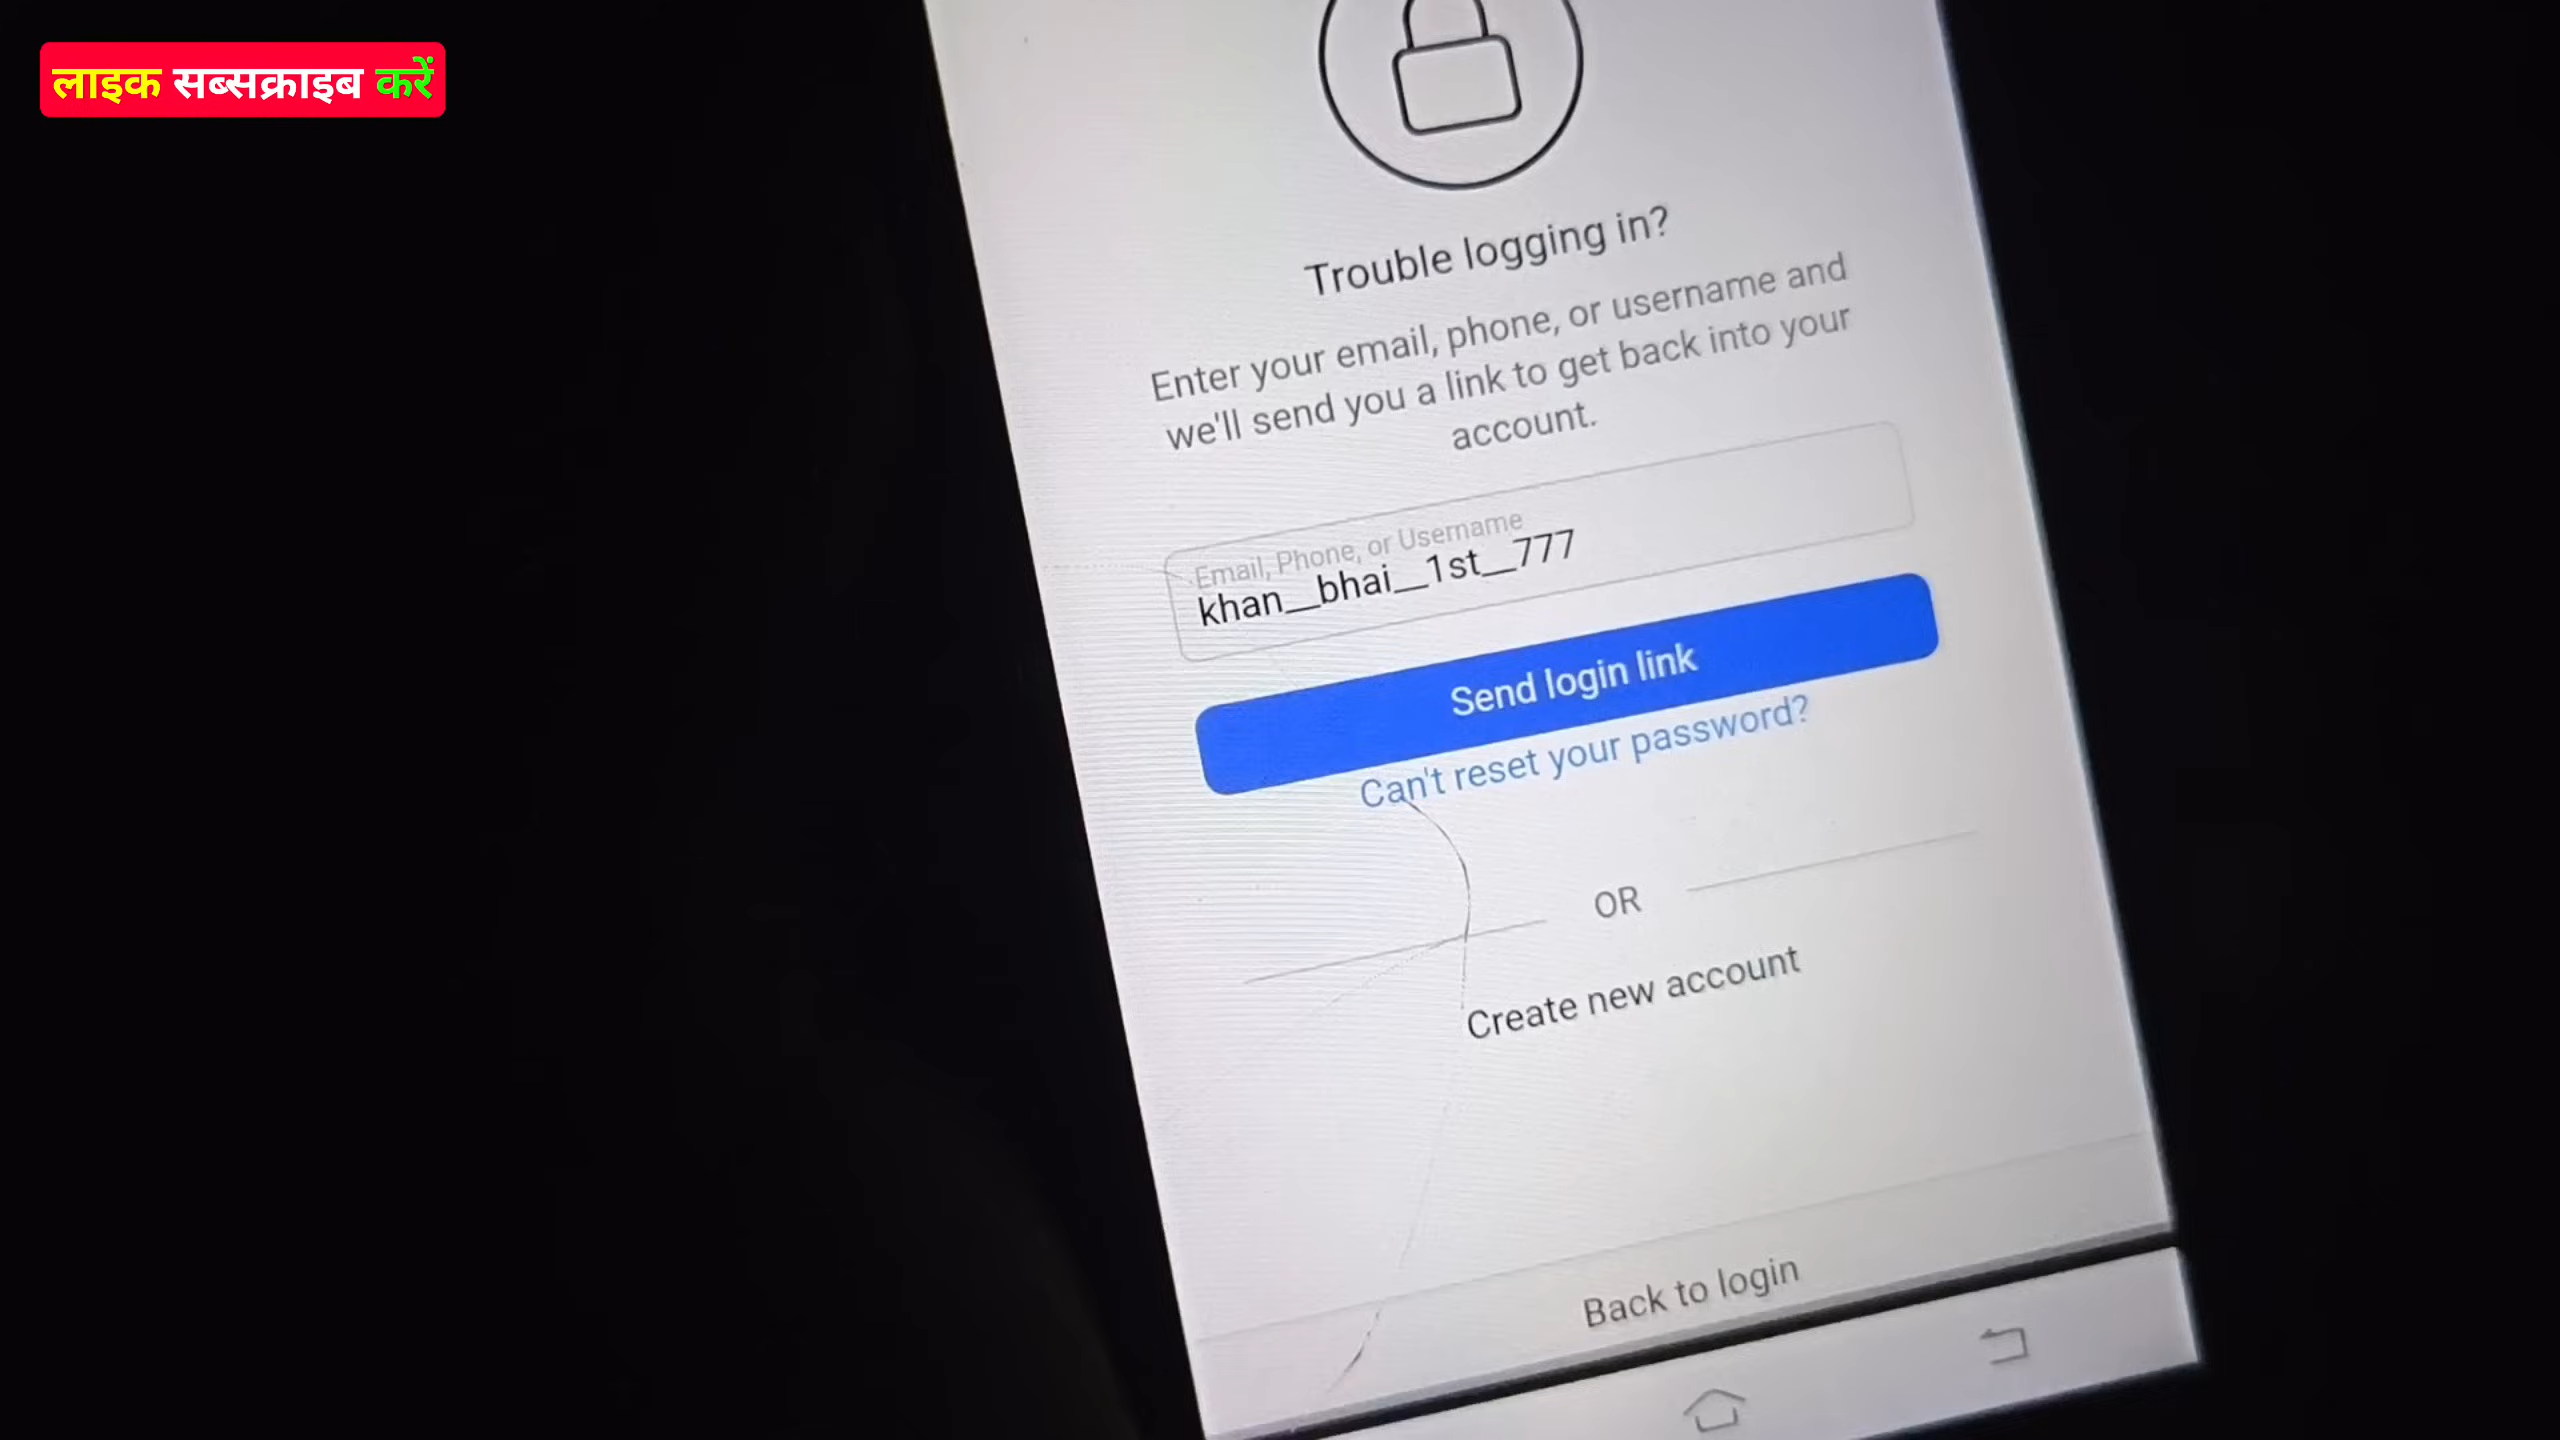 लाइक सब्सक्राइब करें
Trouble logging in?
Enter your email, phone, or username and
we'll send you a link to get back into your
account.
Email, Phone, or Username
khan__bhai__1st__777
Send login link
Can't reset your password?
OR
Create new account
Back to login